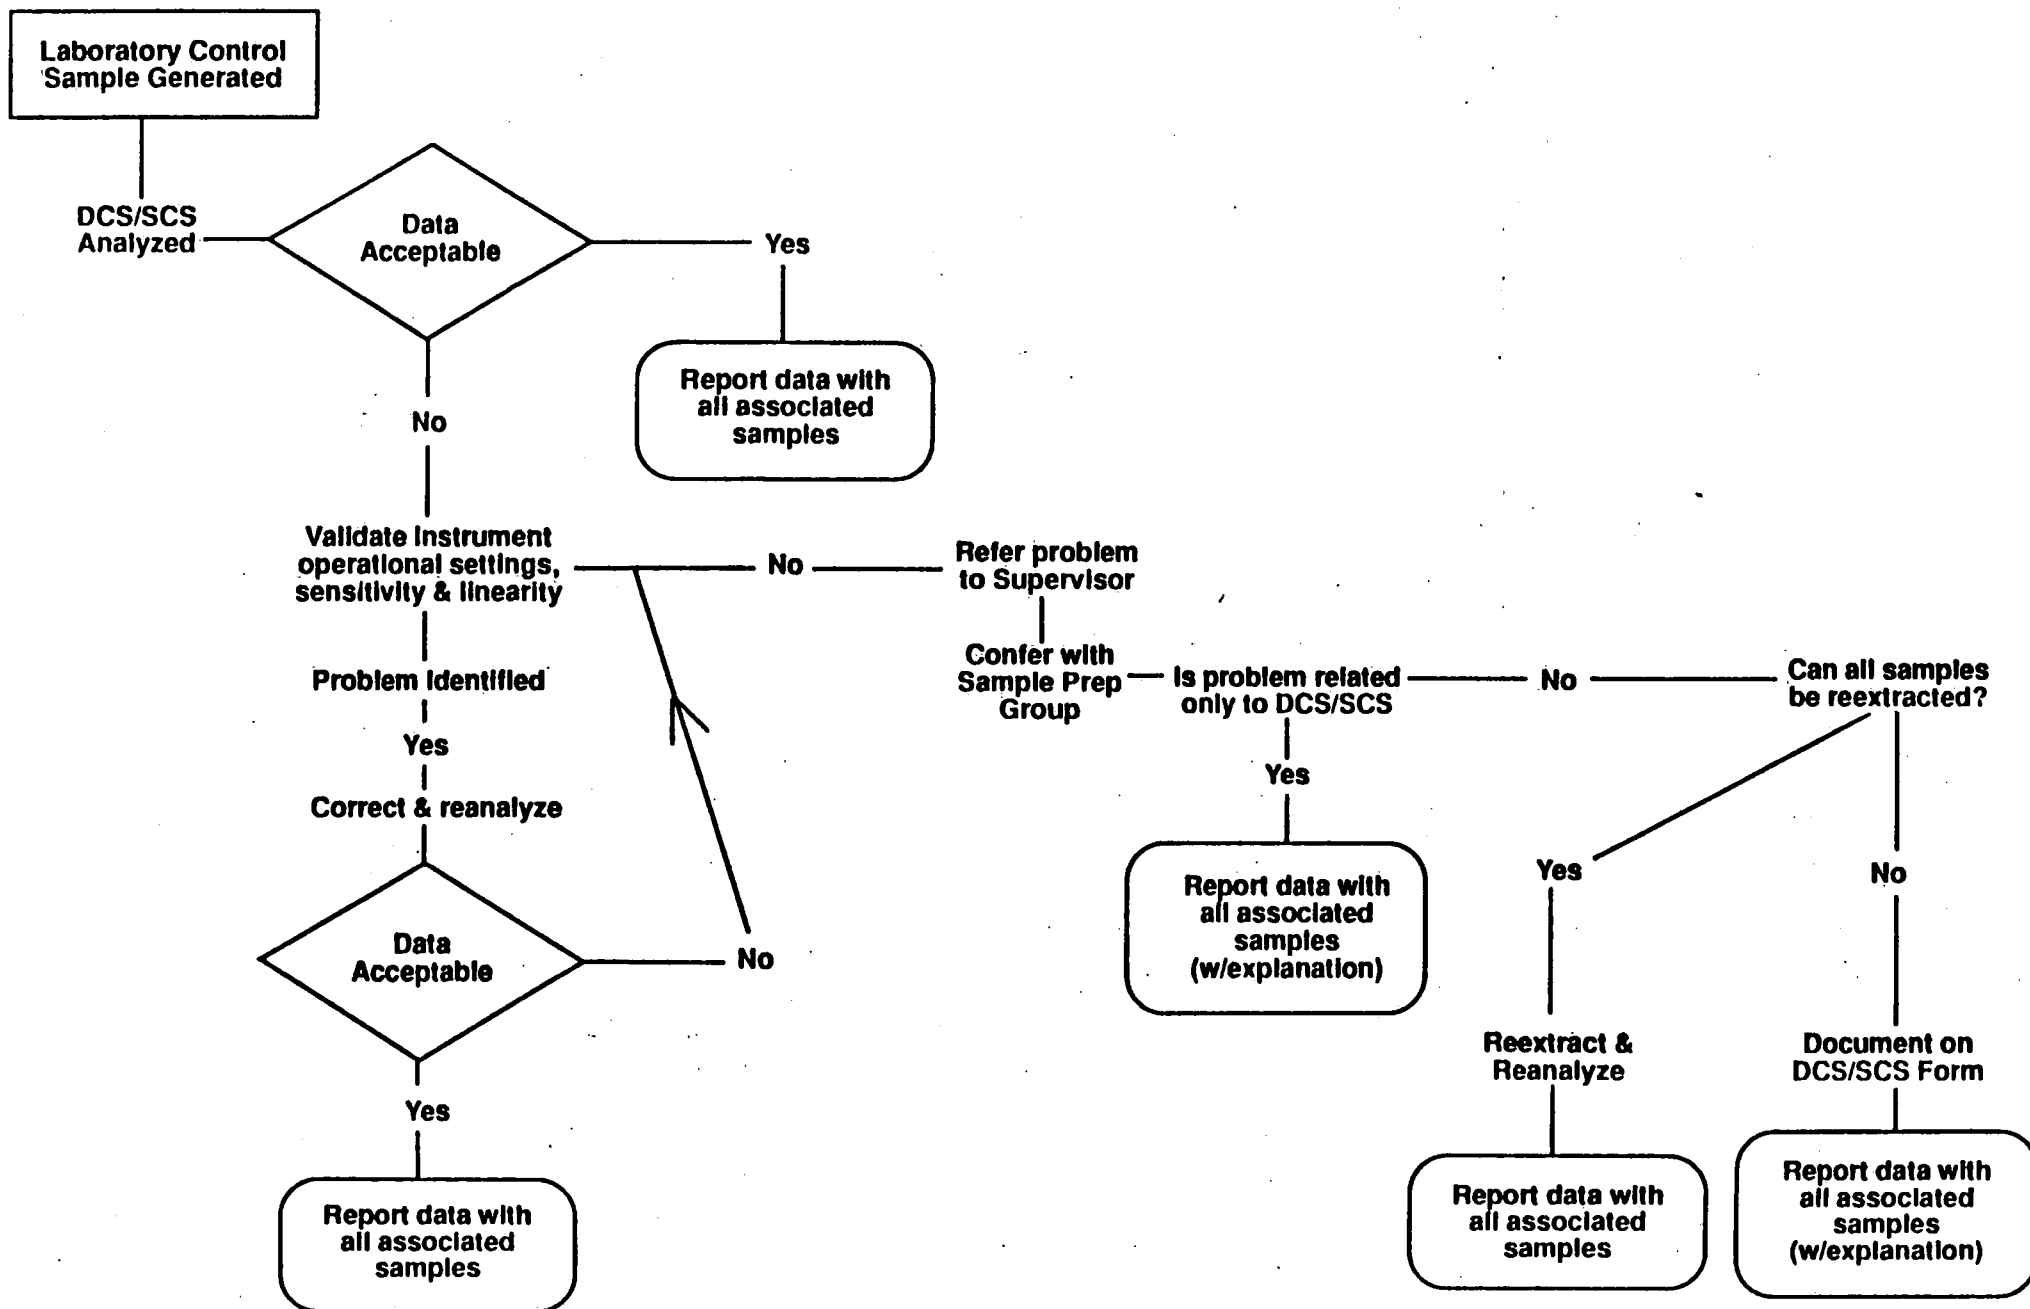 Laboratory Control
Sample Generated
DCS/SCS
Analyzed
Data
Acceptable
Yes
Report data with
all associated
samples
No
Validate Instrument
operational settings,
sensitivity & linearity
No
Refer problem
to Supervisor
Confer with
Sample Prep
Group
Is problem related
only to DCS/SCS
No
Can all samples
be reextracted?
Problem Identified
Yes
Correct & reanalyze
Data
Acceptable
No
Yes
Report data with
all associated
samples
Yes
Report data with
all associated
samples
(w/explanation)
Yes
Reextract &
Reanalyze
Report data with
all associated
samples
No
Document on
DCS/SCS Form
Report data with
all associated
samples
(w/explanation)